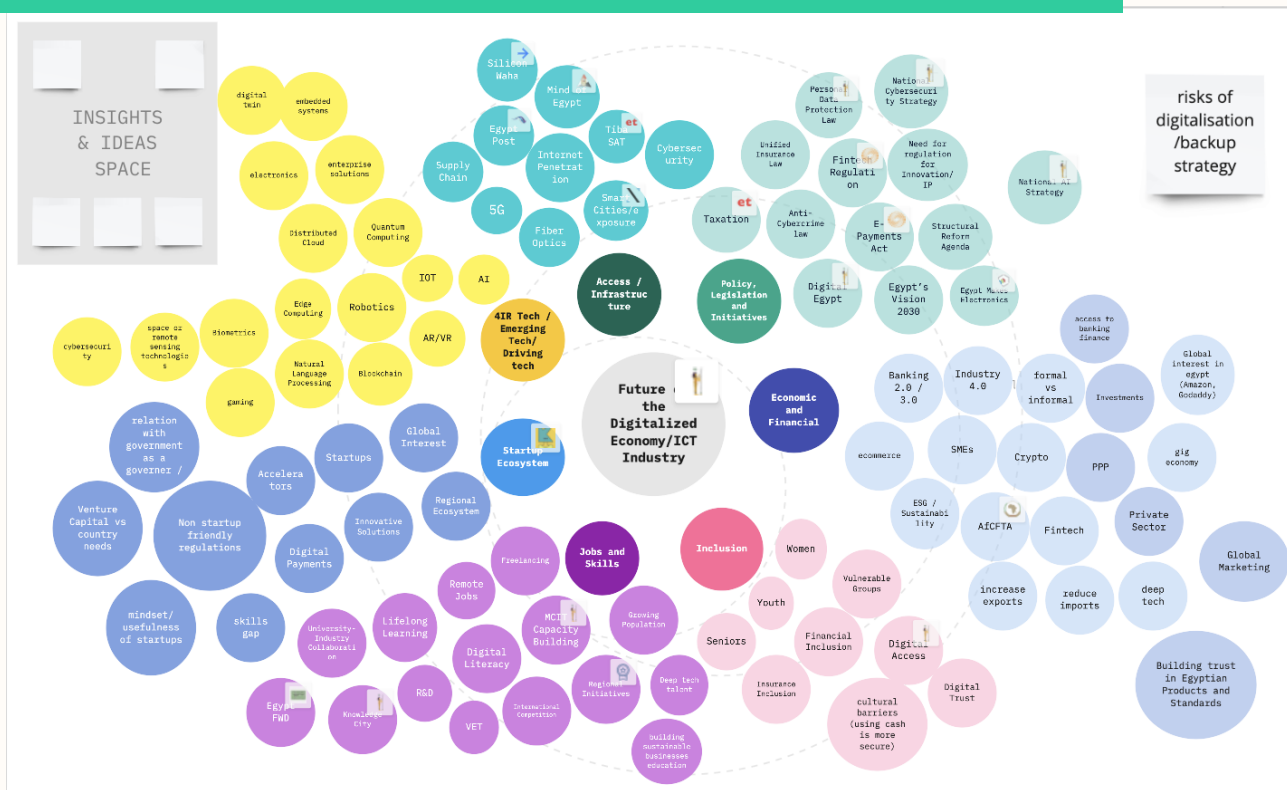 INSIGHTS
& IDEAS
SPACE
risks of
digitalisation
/backup
strategy
Future
the
Digitalized
Economy/ICT
Industry
Access /
Infrastruc
ture
Silicon
Waha
Mind of
Egypt
Egypt
Post
et
SAT
Cybersec
urity
Supply
Chain
Internet
Penetrat
ion
5G
Smart
Cities/o
xposure
Fiber
Optics
Policy,
Legislation
and
Initiatives
Personal
Data
Protection
Law
National
Cybersecuri
ty Strategy
Unified
Insurance
Law
Fintech
Regulati
on
Need for
regulation
for
Innovation/
IP
National AI
Strategy
et
Taxation
Anti-
Cybercrime
law
E-
Payments
Act
Structural
Reform
Agenda
Digital
Egypt
Egypt's
Vision
2030
Egypt Makes
Electronics
4IR Tech /
Emerging
Tech/
Driving
tech
digital
twin
embedded
systems
electronics
enterprise
solutions
Distributed
Cloud
Quantum
Computing
IOT
AI
Edge
Computing
Robotics
AR/VR
cybersecuri
ty
space or
remote
sensing
technologie
s
Biometrics
Natural
Language
Processing
Blockchain
gaming
Startup
Ecosystem
relation
with
government
as a
governer /
Accelera
tors
Startups
Global
Interest
Venture
Capital vs
country
needs
Non startup
friendly
regulations
Innovative
Solutions
Regional
Ecosystem
Digital
Payments
mindset/
usefulness
of startups
skills
gap
Economic
and
Financial
access to
banking
finance
Banking
2.0 /
3.0
Industry
4.0
formal
vs
informal
Investments
Global
interest in
egypt
(Amazon,
Godaddy)
ecommerce
SMEs
Crypto
PPP
gig
economy
ESG /
Sustainabi
lity
AfCFTA
Fintech
Private
Sector
Global
Marketing
increase
exports
reduce
imports
deep
tech
Building trust
in Egyptian
Products and
Standards
Jobs and
Skills
Freelancing
Remote
Jobs
University-
Industry
Collaborati
on
Lifelong
Learning
MCIT
Capacity
Building
Growing
Population
Digital
Literacy
Egypt
FWD
Knowledge
City
R&D
VET
International
Competition
Regional
Initiatives
Deep tech
talent
building
sustaieable
businesses
education
Inclusion
Women
Youth
Vulnerable
Groups
Seniors
Financial
Inclusion
Digital
Access
Insurance
Inclusion
cultural
barriers
(using cash
is more
secure)
Digital
Trust